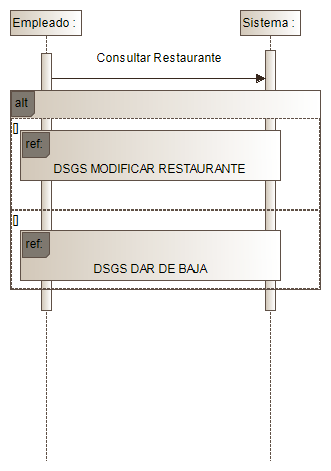 Empleado :
Sistema :
Consultar Restaurante
alt
[]
ref:
DSGS MODIFICAR RESTAURANTE
[]
ref:
DSGS DAR DE BAJA